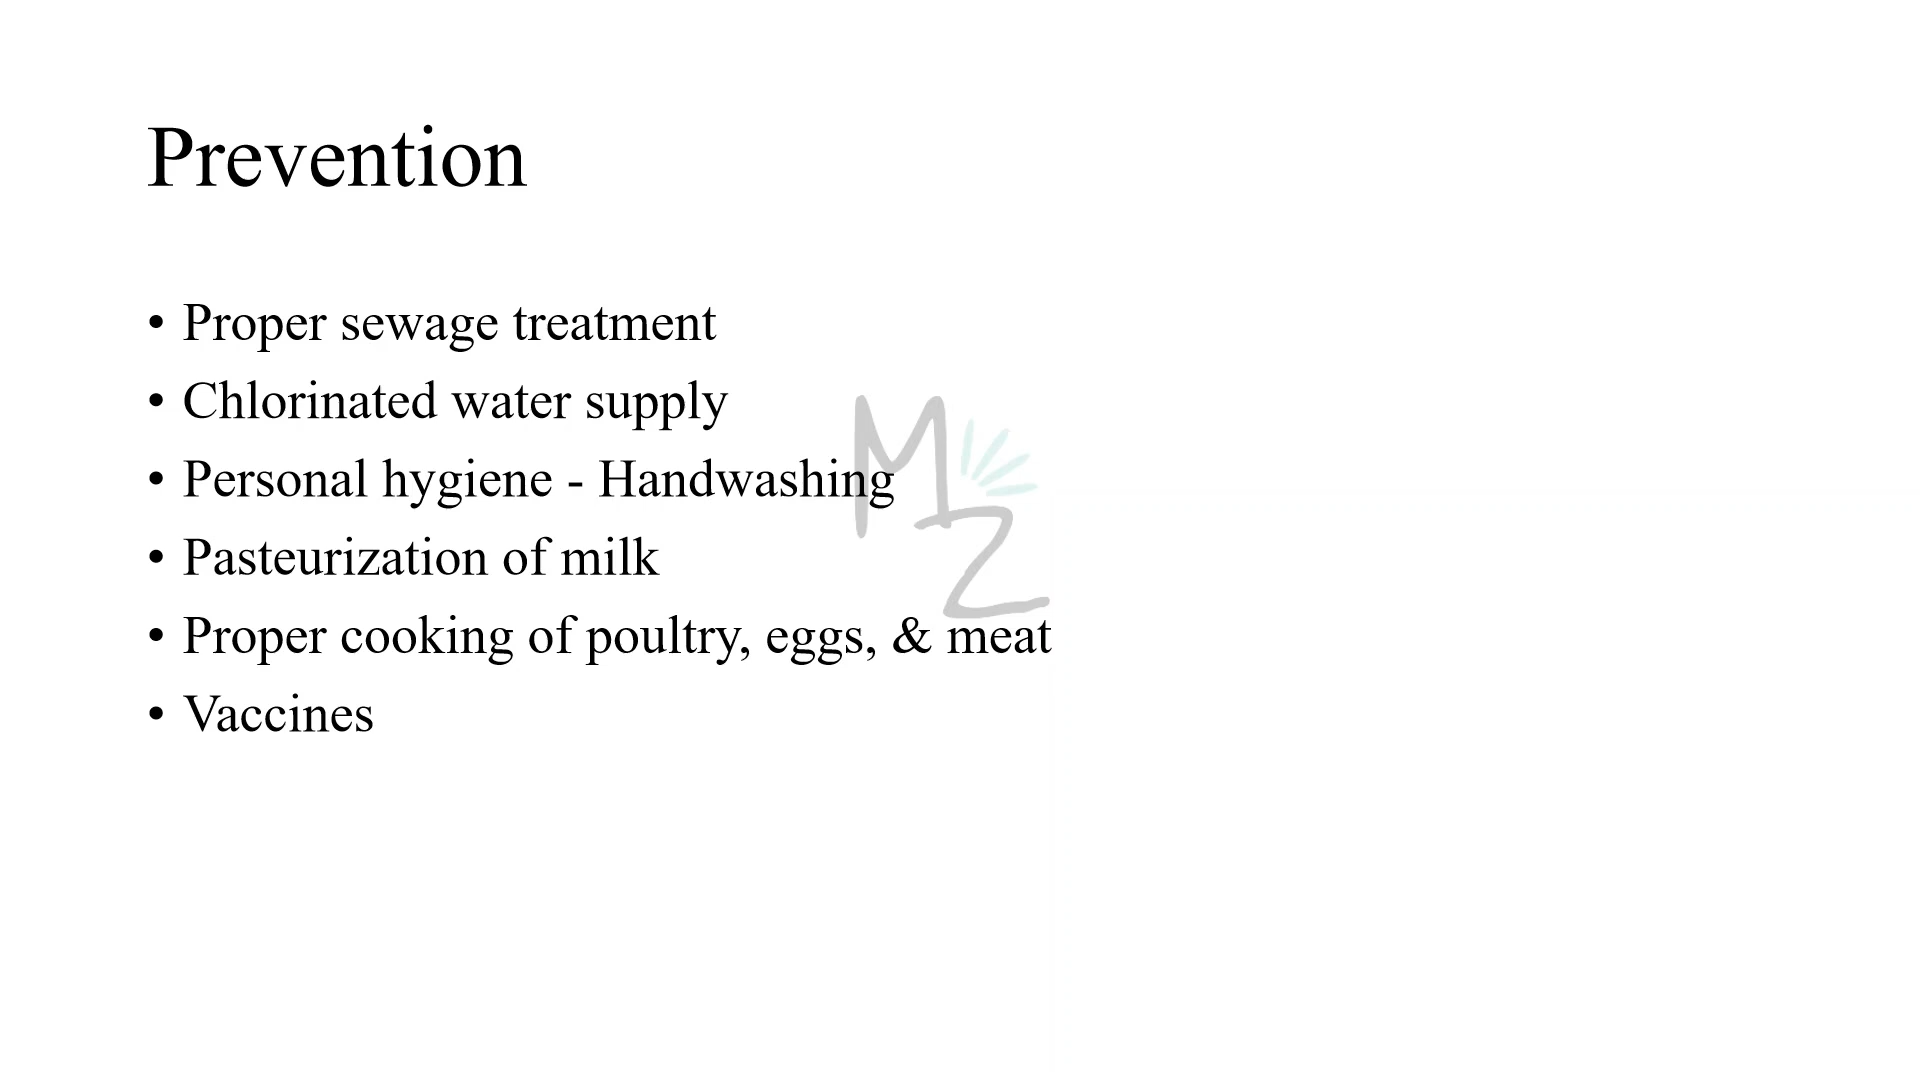 Prevention
• Proper sewage treatment
• Chlorinated water supply
• Personal hygiene - Handwashing
• Pasteurization of milk
• Proper cooking of poultry, eggs, & meat
• Vaccines
MZ